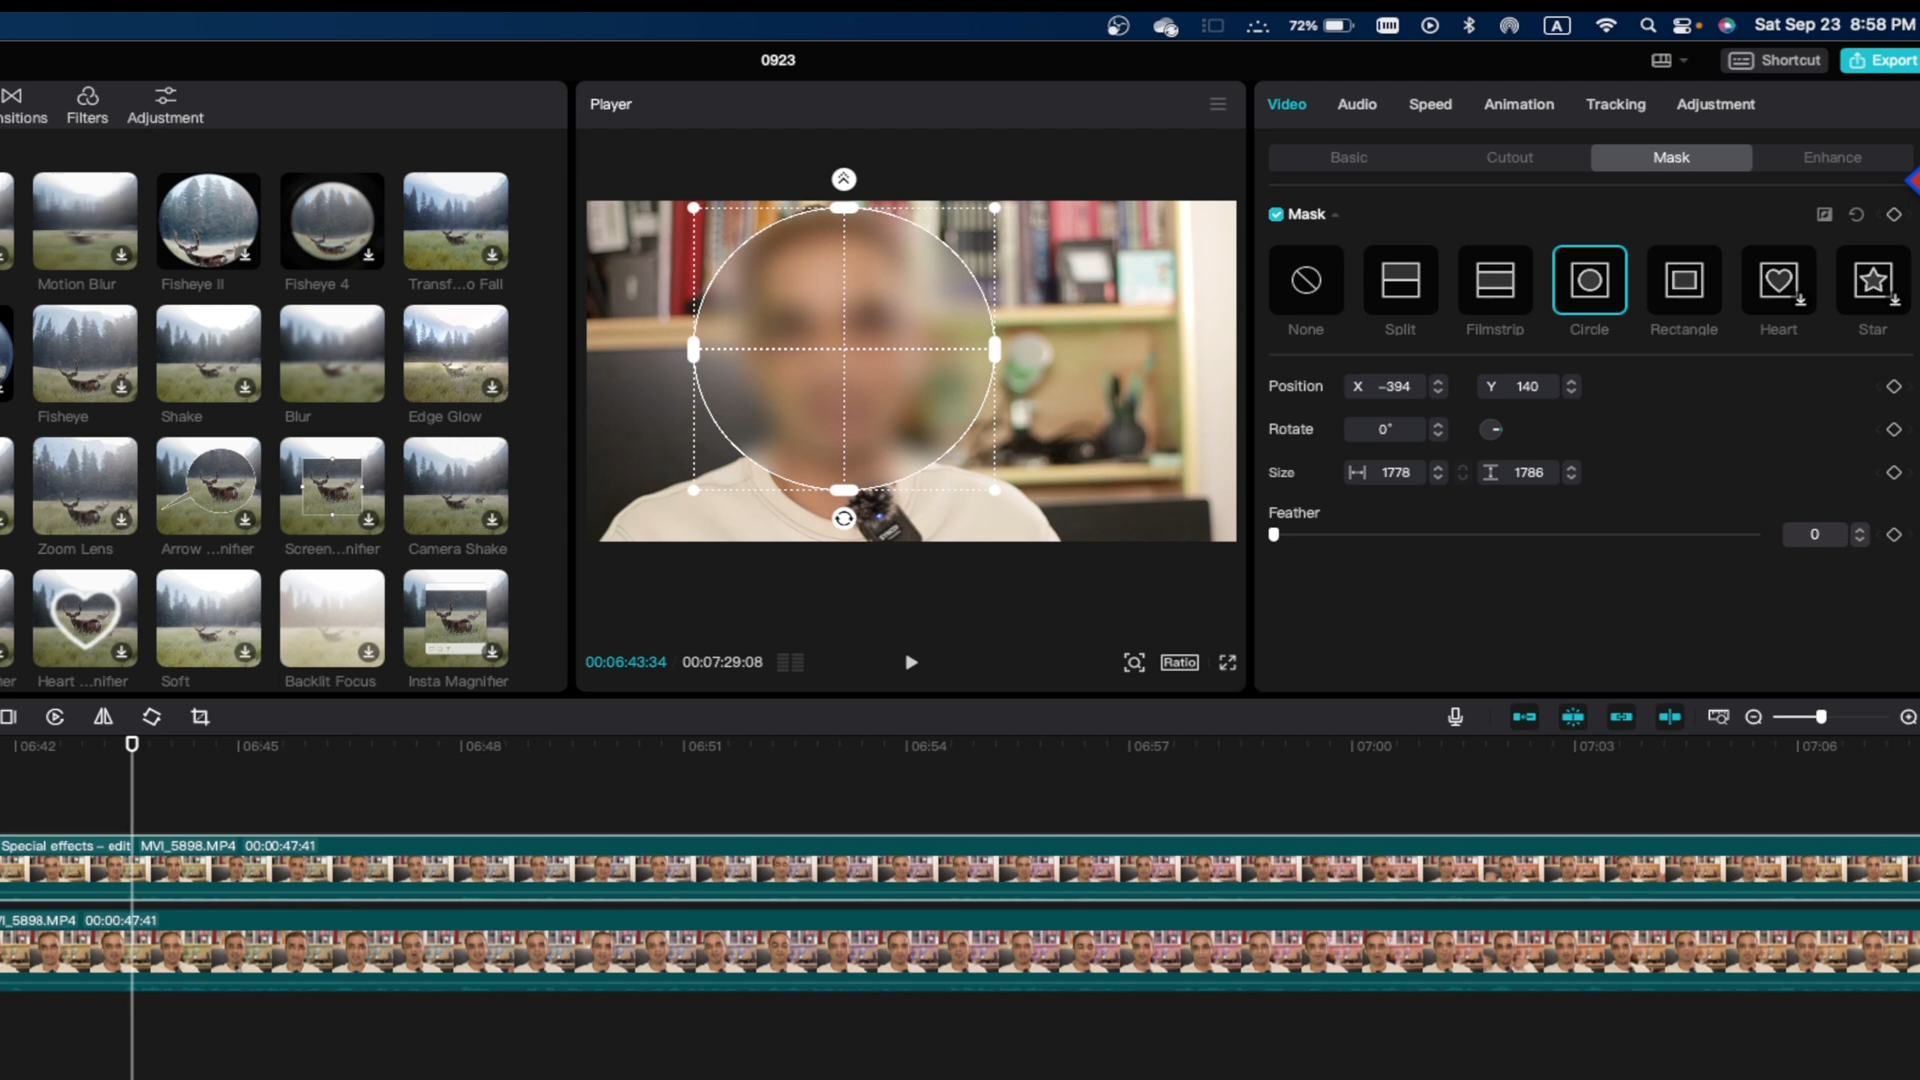 72%
A
Sat Sep 23 8:58 PM
0923
Shortcut
Export
nsitions
Filters
Adjustment
Motion Blur
Fisheye II
Fisheye 4
Transf...o Fall
Fisheye
Shake
Blur
Edge Glow
Zoom Lens
Arrow ...nifier
Screen...nifier
Camera Shake
er
Heart ...nifier
Soft
Backlit Focus
Insta Magnifier
Player
00:06:43:34
00:07:29:08
Ratio
Video
Audio
Speed
Animation
Tracking
Adjustment
Basic
Cutout
Mask
Enhance
Mask
None
Split
Filmstrip
Circle
Rectangle
Heart
Star
Position X -394 Y 140
Rotate 0°
Size 1778 1786
Feather
0
06:42
06:45
06:48
06:51
06:54
06:57
07:00
07:03
07:06
Special effects – edit MVI_5898.MP4 00:00:47:41
VI_5898.MP4 00:00:47:41